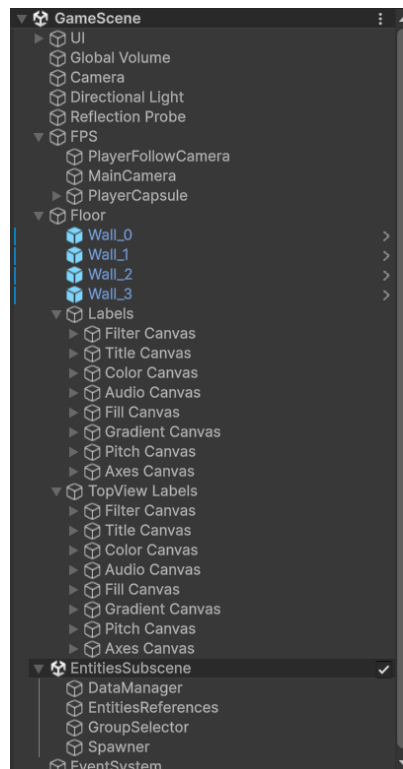 GameScene
UI
Global Volume
Camera
Directional Light
Reflection Probe
FPS
PlayerFollowCamera
MainCamera
PlayerCapsule
Floor
Wall_0
Wall_1
Wall_2
Wall_3
Labels
Filter Canvas
Title Canvas
Color Canvas
Audio Canvas
Fill Canvas
Gradient Canvas
Pitch Canvas
Axes Canvas
TopView Labels
Filter Canvas
Title Canvas
Color Canvas
Audio Canvas
Fill Canvas
Gradient Canvas
Pitch Canvas
Axes Canvas
EntitiesSubscene
DataManager
EntitiesReferences
GroupSelector
Spawner
EventSystem